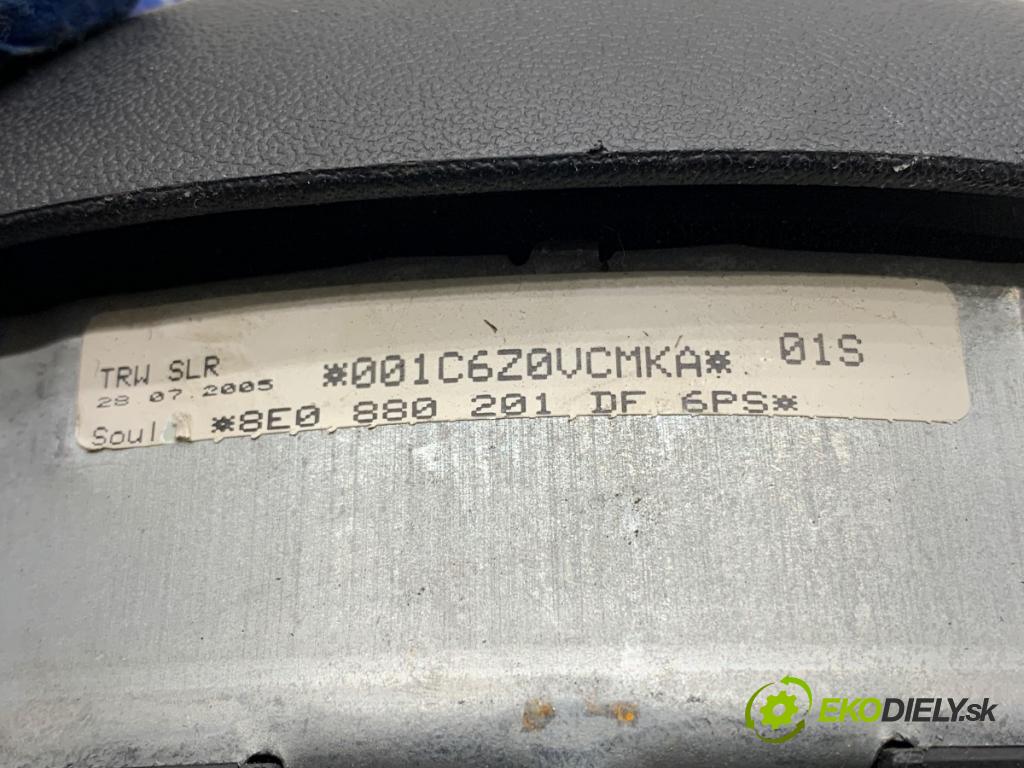 TRW SLR *001C6Z0VCMKA* 01S
28.07.2005
Soul *8E0 880 201 DF 6PS*
EKODIELY.sk